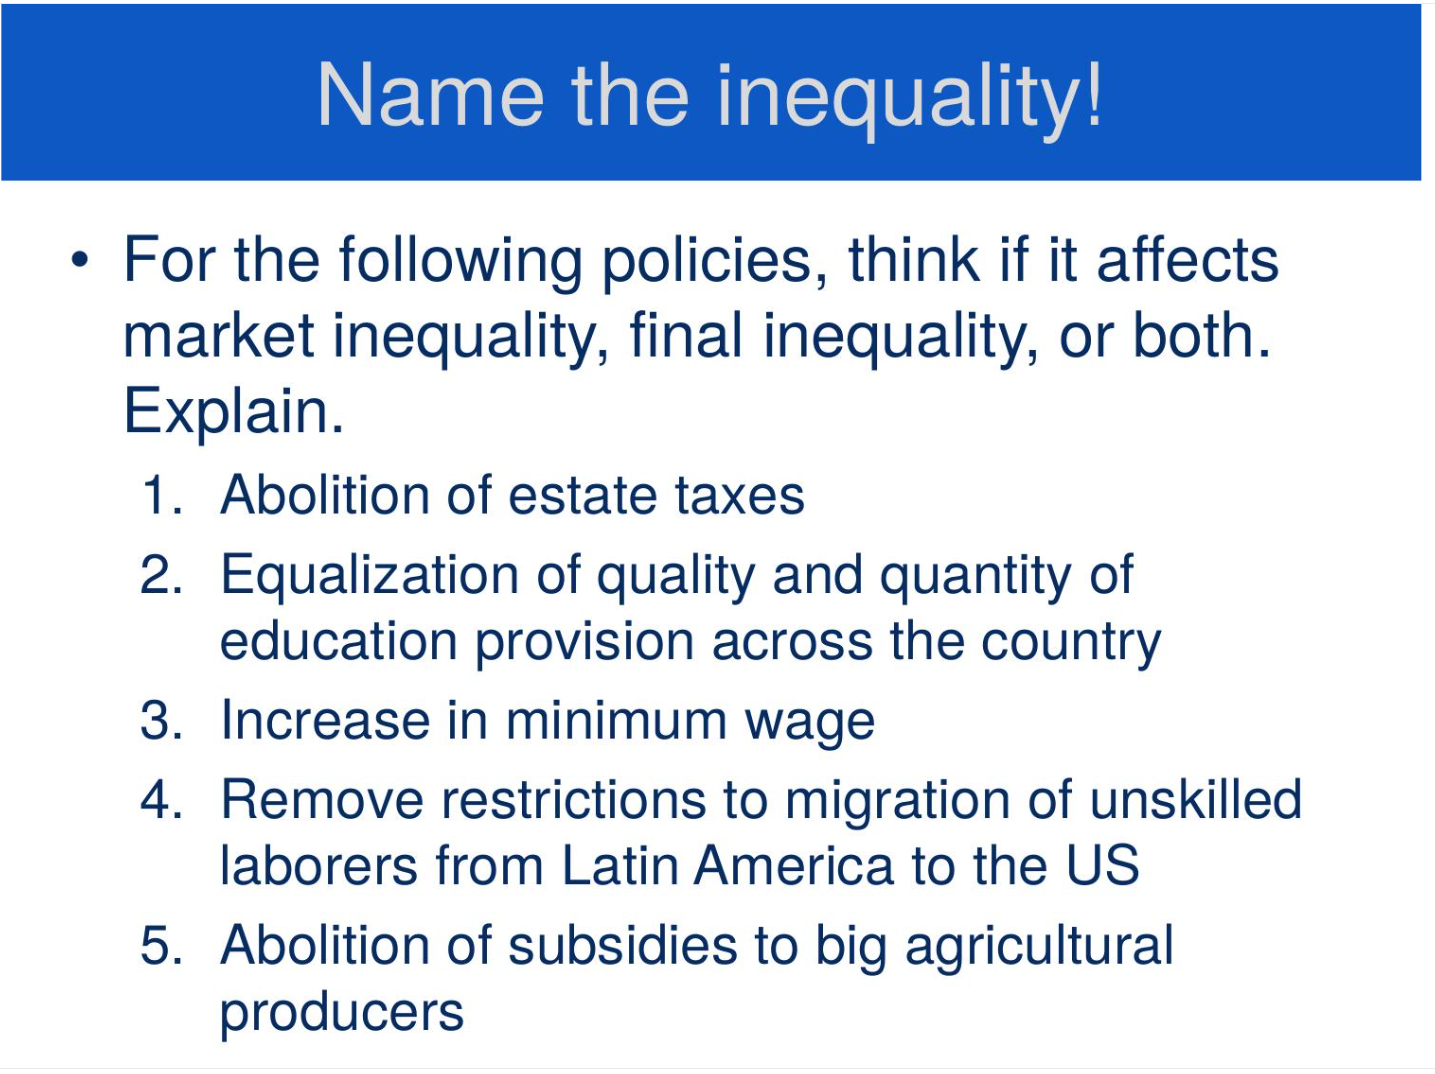 Name the inequality!
• For the following policies, think if it affects
market inequality, final inequality, or both.
Explain.
1. Abolition of estate taxes
2. Equalization of quality and quantity of
education provision across the country
3. Increase in minimum wage
4. Remove restrictions to migration of unskilled
laborers from Latin America to the US
5. Abolition of subsidies to big agricultural
producers